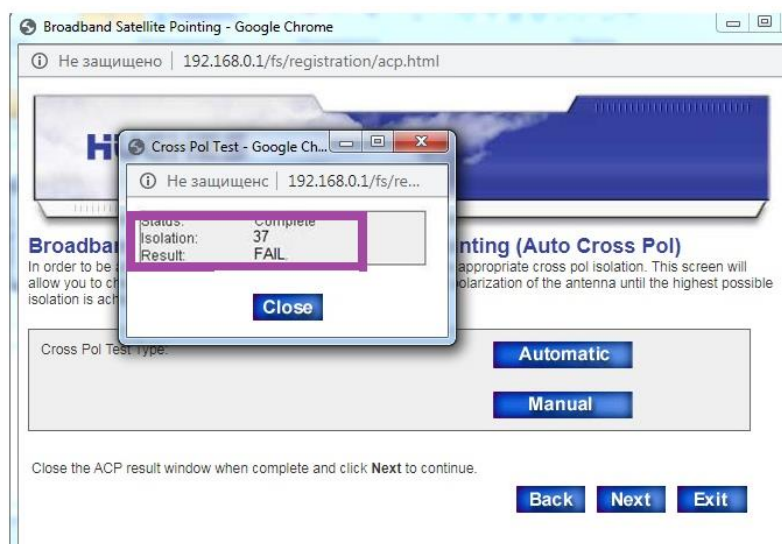 Broadband Satellite Pointing - Google Chrome
Не защищено | 192.168.0.1/fs/registration/acp.html
Cross Pol Test - Google Ch...
Не защищенс | 192.168.0.1/fs/re...
Status: Complete
Isolation: 37
Result: FAIL.
Close
nting (Auto Cross Pol)
In order to be
appropriate cross pol isolation. This screen will
allow you to
olarization of the antenna until the highest possible
isolation is
Cross Pol Test Type:
Automatic
Manual
Close the ACP result window when complete and click Next to continue.
Back Next Exit